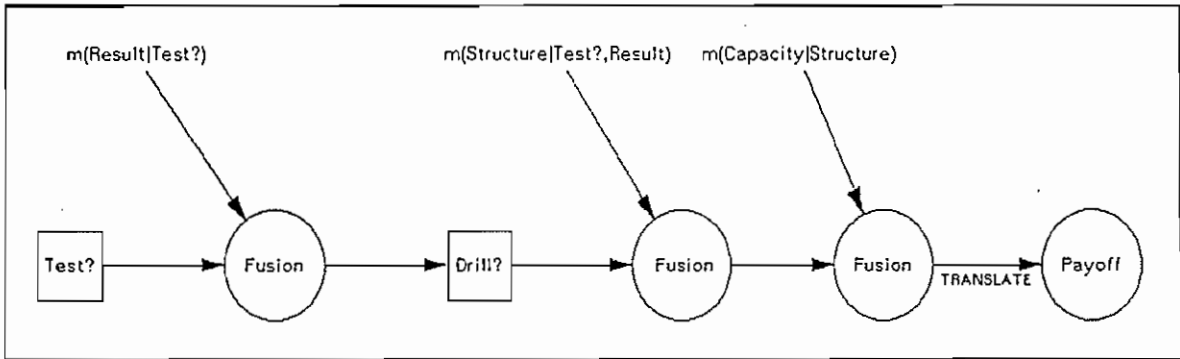 m(Result|Test?)
m(Structure|Test?,Result)
m(Capacity|Structure)
Test?
Fusion
Drill?
Fusion
Fusion
TRANSLATE
Payoff